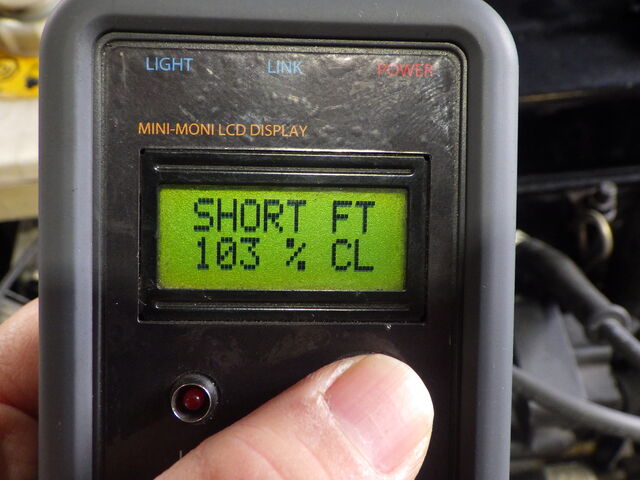 LIGHT LINK POWER
MINI-MONI LCD DISPLAY
SHORT FT
103 % CL